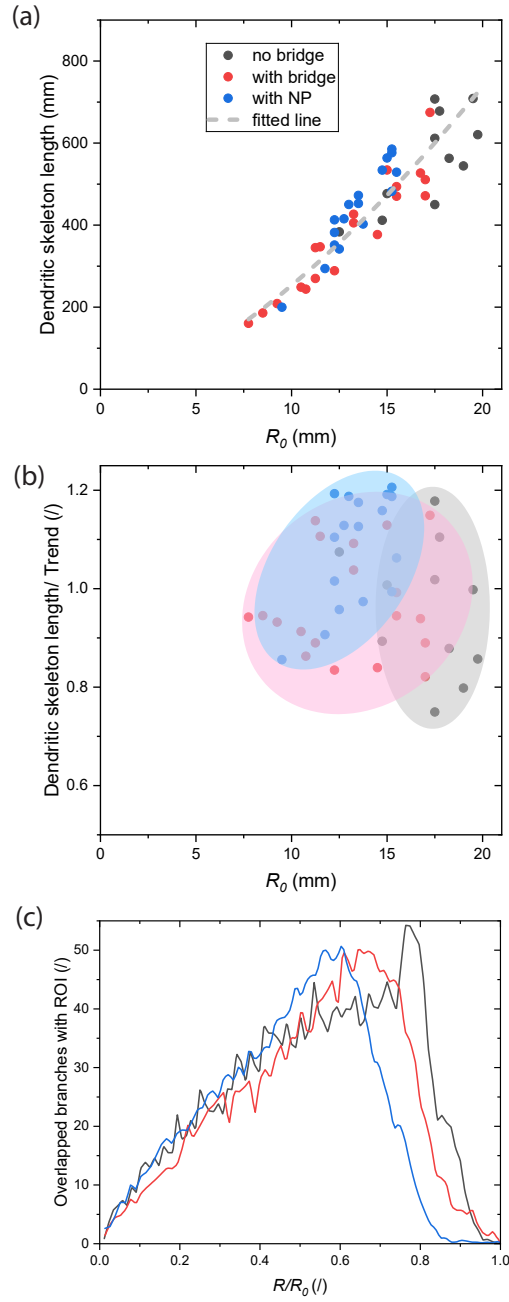 (a)
Dendritic skeleton length (mm)
800
600
400
200
0
no bridge
with bridge
with NP
fitted line
0
5
10
15
20
R0 (mm)
(b)
Dendritic skeleton length/ Trend (/)
1.2
1.0
0.8
0.6
0
5
10
15
20
R0 (mm)
(c)
Overlapped branches with ROI (/)
50
40
30
20
10
0
0.0
0.2
0.4
0.6
0.8
1.0
R/R0 (/)